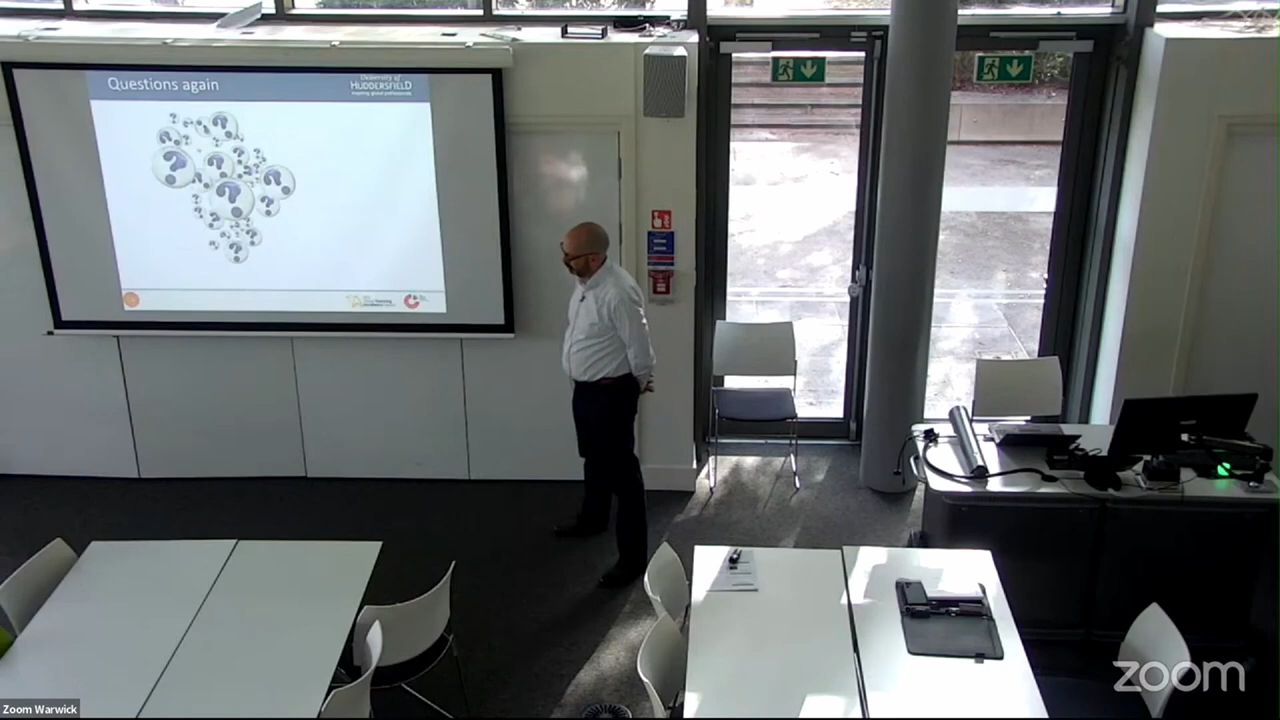 Questions again
University of
HUDDERSFIELD
Inspiring global professionals
zoom
Zoom Warwick